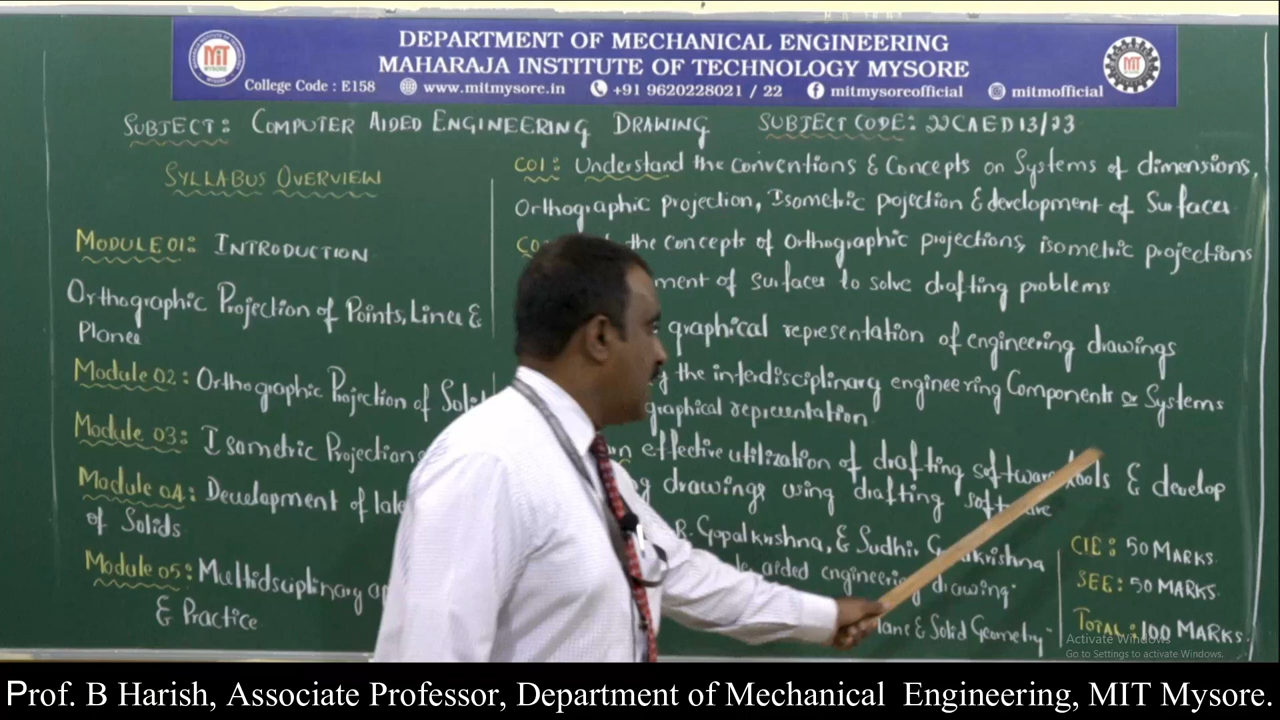 DEPARTMENT OF MECHANICAL ENGINEERING
MAHARAJA INSTITUTE OF TECHNOLOGY MYSORE
College Code : E158 www.mitmysore.in +91 9620228021 / 22 mitmysoreofficial mitmofficial
MIT
MYSORE
MIT
SUBJECT: COMPUTER AIDED ENGINEERING DRAWING SUBJECT CODE: 22CAED13/23
SYLLABUS OVERVIEW
MODULE 01: INTRODUCTION
Orthographic Projection of Points, Lines &
Planes
Module 02: Orthographic Projection of Soli
Module 03: Isometric Projection
Module 04: Development of
of Solids
Module 05:
& Practice
CO1: Understand the Conventions & Concepts on Systems of dimensions,
Orthographic projection, Isometric pojection & development of Surfaces
the concepts of Orthographic projections, isometric projections
ment of surfaces to solve drafting problems
graphical representation of engineering drawings
the interdisciplinary engineering Components or Systems
graphical representation.
effective utilization of drafting software tools & develop
drawings using drafting software
Gopalkrishna, & Sudhir
aided drawing-
& Solid Geometry-
CIE: 50 MARKS.
SEE: 50 MARKS.
TOTAL: 100 MARKS.
Activate Windows
Go to Settings to activate Windows.
Prof. B Harish, Associate Professor, Department of Mechanical Engineering, MIT Mysore.